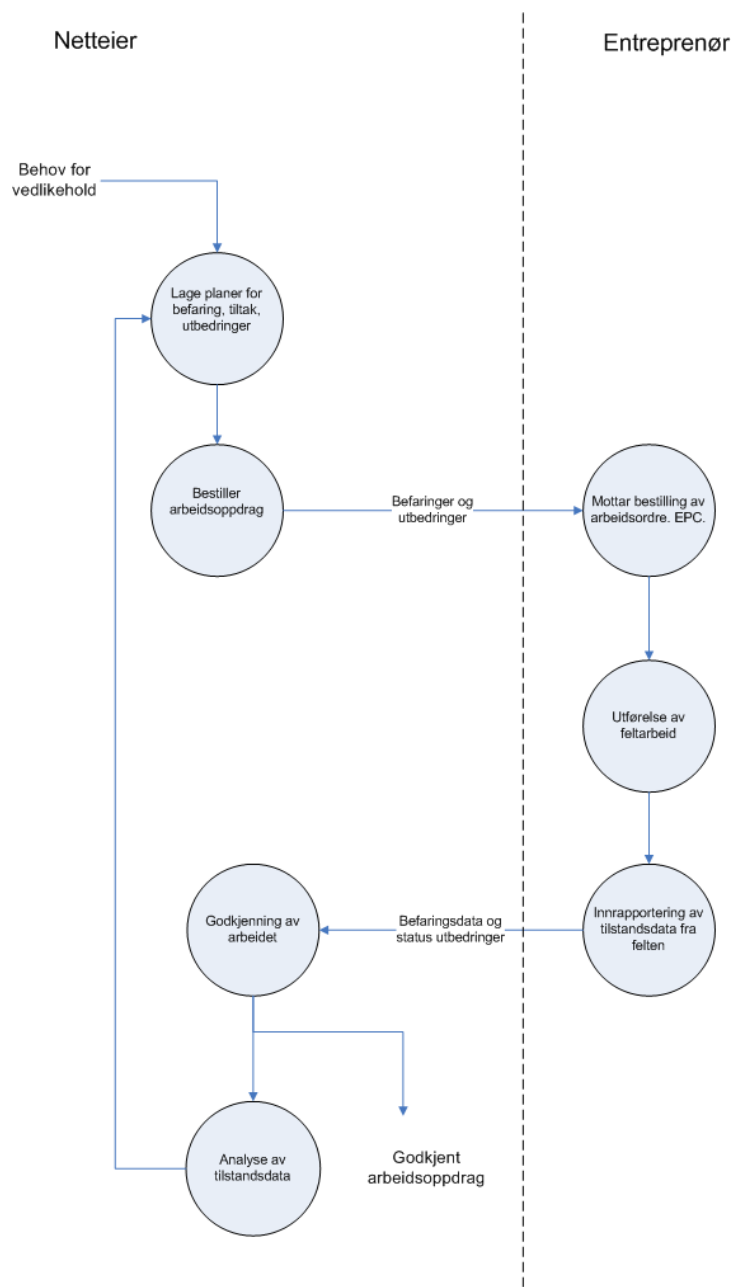 Netteier
Entreprenør
Behov for
vedlikehold
Lage planer for
befaring, tiltak,
utbedringer
Bestiller
arbeidsoppdrag
Befaringer og
utbedringer
Mottar bestilling av
arbeidsordre. EPC.
Utførelse av
feltarbeid
Innrapportering av
tilstandsdata fra
felten
Befaringsdata og
status utbedringer
Godkjenning av
arbeidet
Analyse av
tilstandsdata
Godkjent
arbeidsoppdrag